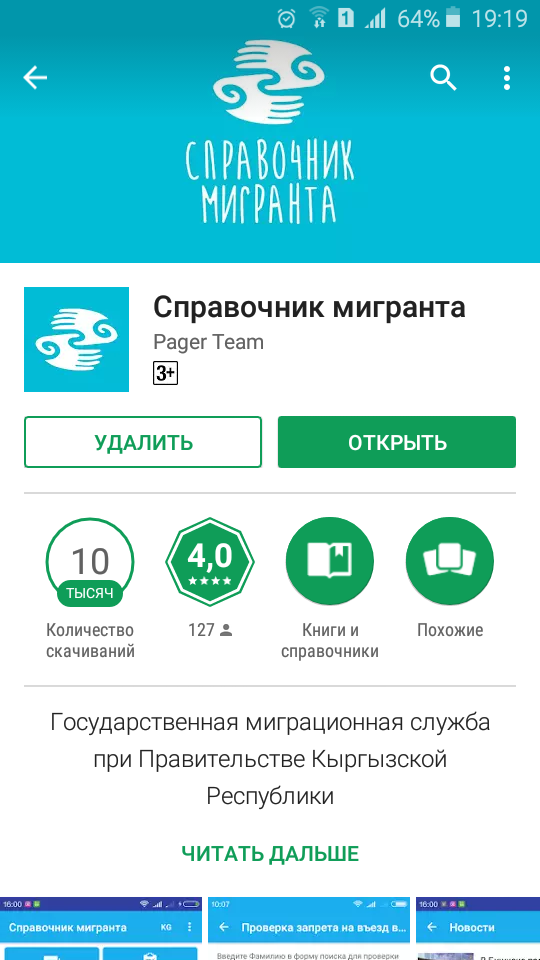 1 64% 19:19
СПРАВОЧНИК
МИГРАНТА
Справочник мигранта
Pager Team
3+
УДАЛИТЬ
ОТКРЫТЬ
10
ТЫСЯЧ
Количество
скачиваний
4,0
127
Книги и
справочники
Похожие
Государственная миграционная служба
при Правительстве Кыргызской
Республики
ЧИТАТЬ ДАЛЬШЕ
16:00
Справочник мигранта KG
10:07
Проверка запрета на въезд в...
Введите Фамилию в форму поиска для проверки
16:00
Новости